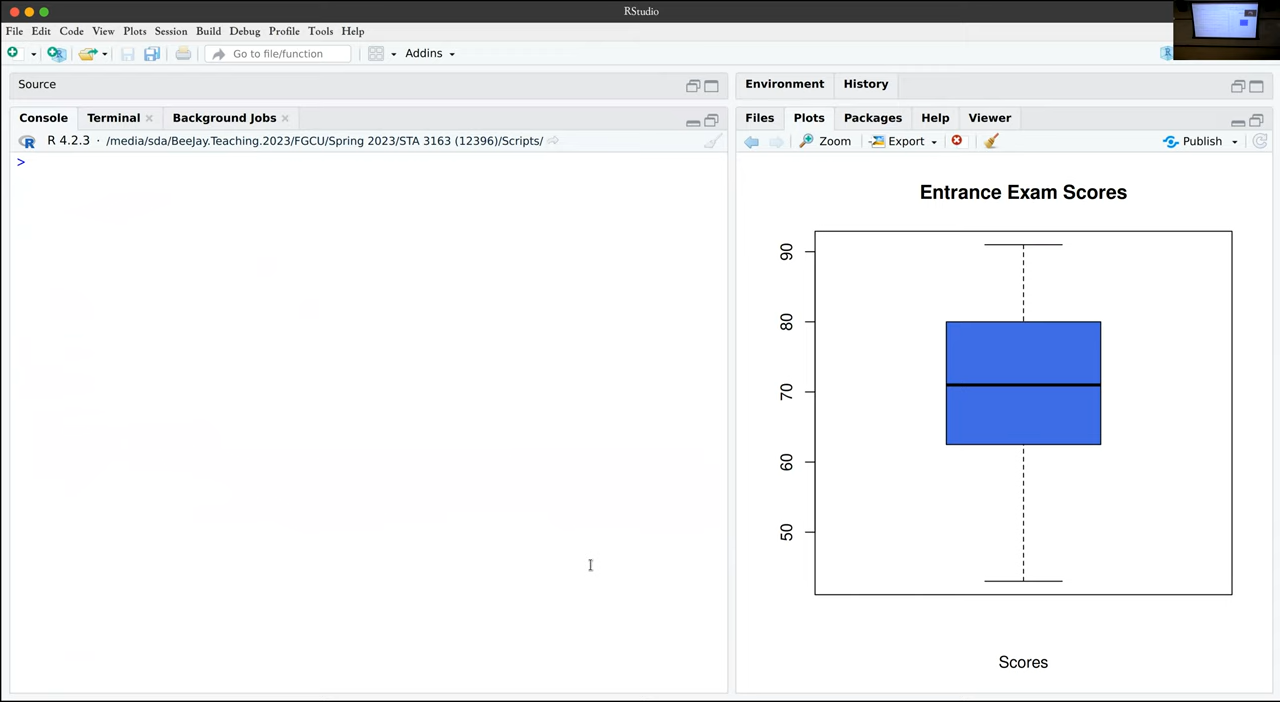 RStudio
File Edit Code View Plots Session Build Debug Profile Tools Help
Go to file/function Addins
Source
Console Terminal Background Jobs
R 4.2.3 · /media/sda/BeeJay.Teaching.2023/FGCU/Spring 2023/STA 3163 (12396)/Scripts/
>
Environment History
Files Plots Packages Help Viewer
Zoom Export Publish
Entrance Exam Scores
90
80
70
60
50
Scores